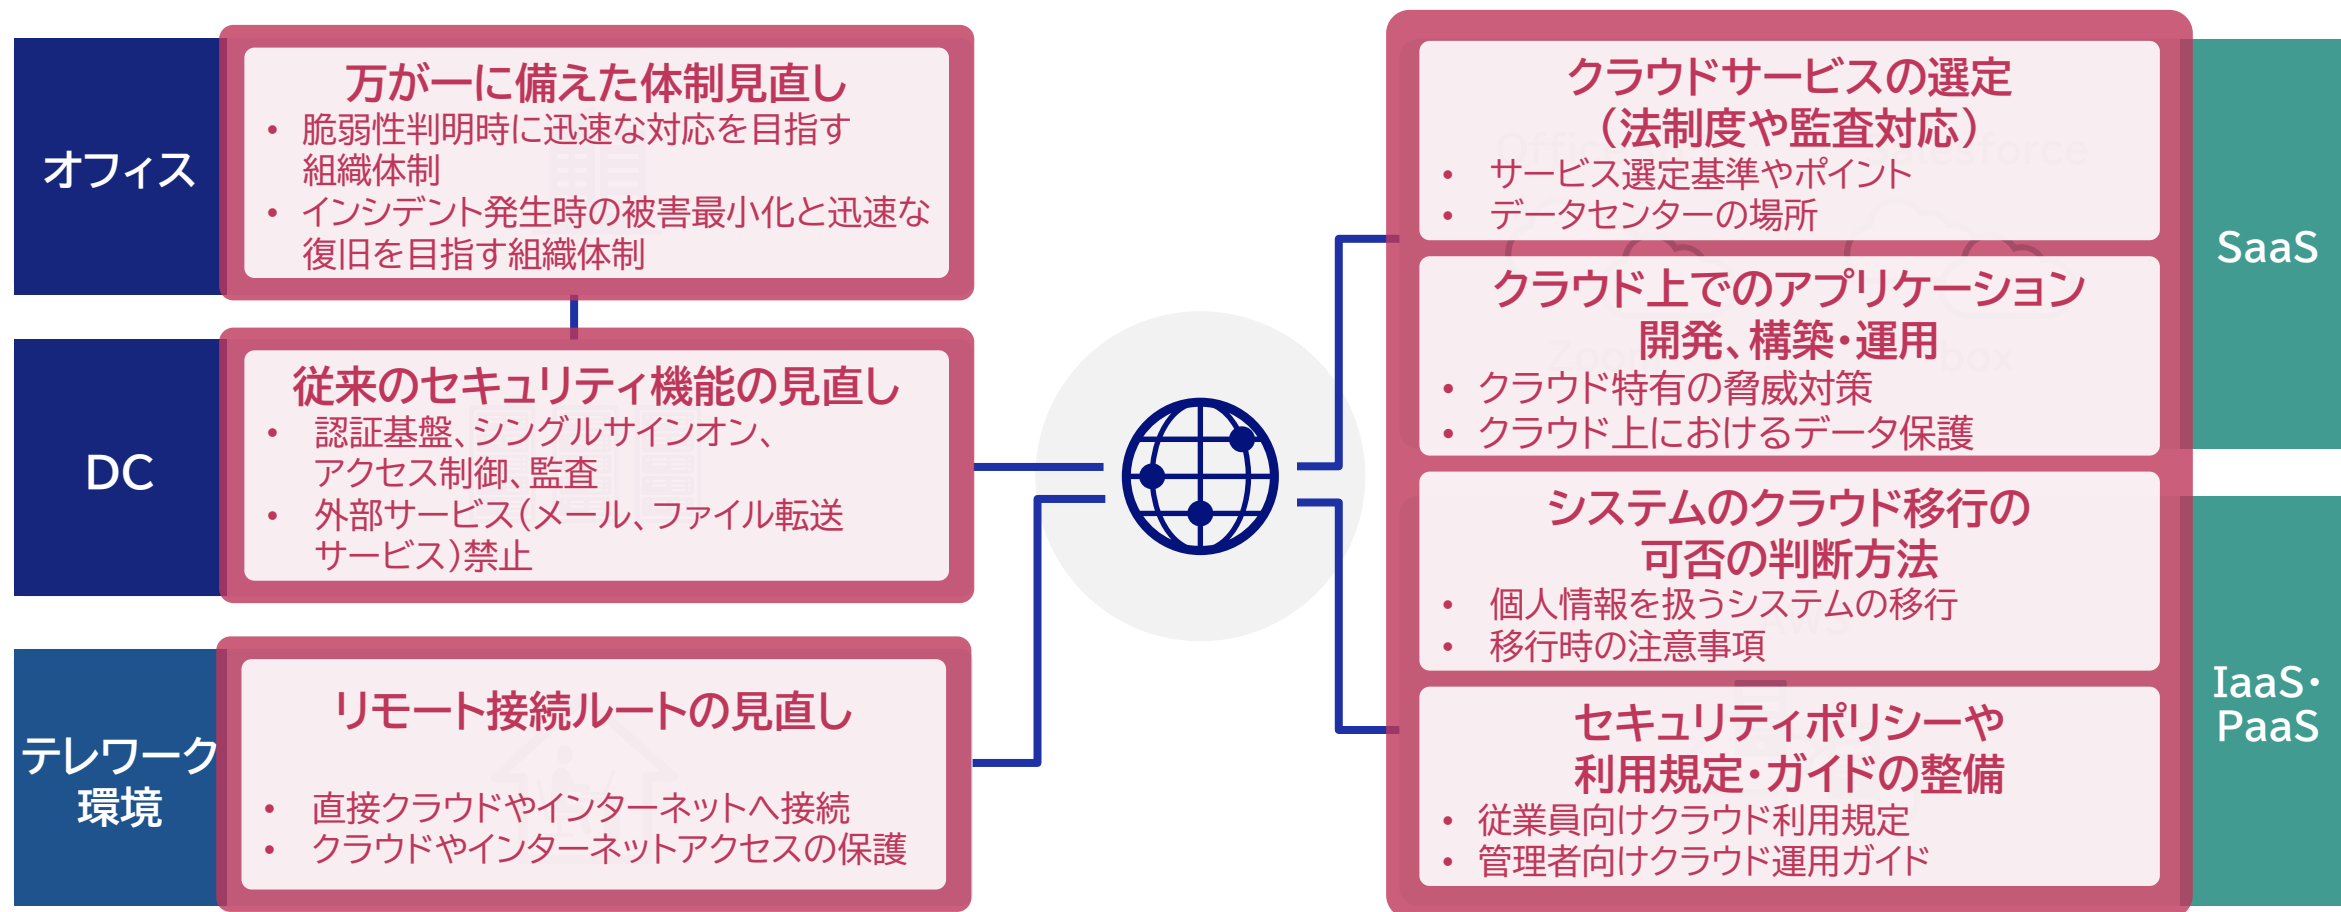 オフィス
万が一に備えた体制見直し
• 脆弱性判明時に迅速な対応を目指す
組織体制
• インシデント発生時の被害最小化と迅速な
復旧を目指す組織体制
DC
従来のセキュリティ機能の見直し
• 認証基盤、シングルサインオン、
アクセス制御、監査
• 外部サービス(メール、ファイル転送
サービス)禁止
テレワーク
環境
リモート接続ルートの見直し
• 直接クラウドやインターネットへ接続
• クラウドやインターネットアクセスの保護
クラウドサービスの選定
(法制度や監査対応)
• サービス選定基準やポイント
• データセンターの場所
クラウド上でのアプリケーション
開発、構築・運用
• クラウド特有の脅威対策
• クラウド上におけるデータ保護
システムのクラウド移行の
可否の判断方法
• 個人情報を扱うシステムの移行
• 移行時の注意事項
セキュリティポリシーや
利用規定・ガイドの整備
• 従業員向けクラウド利用規定
• 管理者向けクラウド運用ガイド
SaaS
IaaS・
PaaS